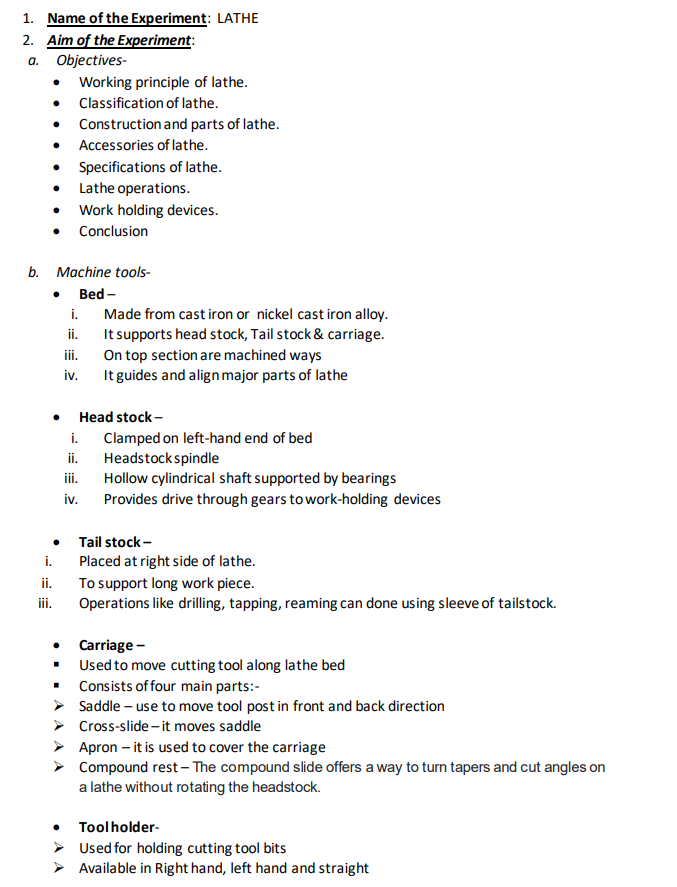 1. Name of the Experiment: LATHE
2. Aim of the Experiment:
a. Objectives-
• Working principle of lathe.
• Classification of lathe.
• Construction and parts of lathe.
• Accessories of lathe.
• Specifications of lathe.
• Lathe operations.
• Work holding devices.
• Conclusion
b. Machine tools-
• Bed –
i. Made from cast iron or nickel cast iron alloy.
ii. It supports head stock, Tail stock & carriage.
iii. On top section are machined ways
iv. It guides and align major parts of lathe
• Head stock –
i. Clamped on left-hand end of bed
ii. Headstock spindle
iii. Hollow cylindrical shaft supported by bearings
iv. Provides drive through gears to work-holding devices
• Tail stock –
i. Placed at right side of lathe.
ii. To support long work piece.
iii. Operations like drilling, tapping, reaming can done using sleeve of tailstock.
• Carriage –
▪ Used to move cutting tool along lathe bed
▪ Consists of four main parts:-
➢ Saddle – use to move tool post in front and back direction
➢ Cross-slide – it moves saddle
➢ Apron – it is used to cover the carriage
➢ Compound rest – The compound slide offers a way to turn tapers and cut angles on
a lathe without rotating the headstock.
• Tool holder-
➢ Used for holding cutting tool bits
➢ Available in Right hand, left hand and straight